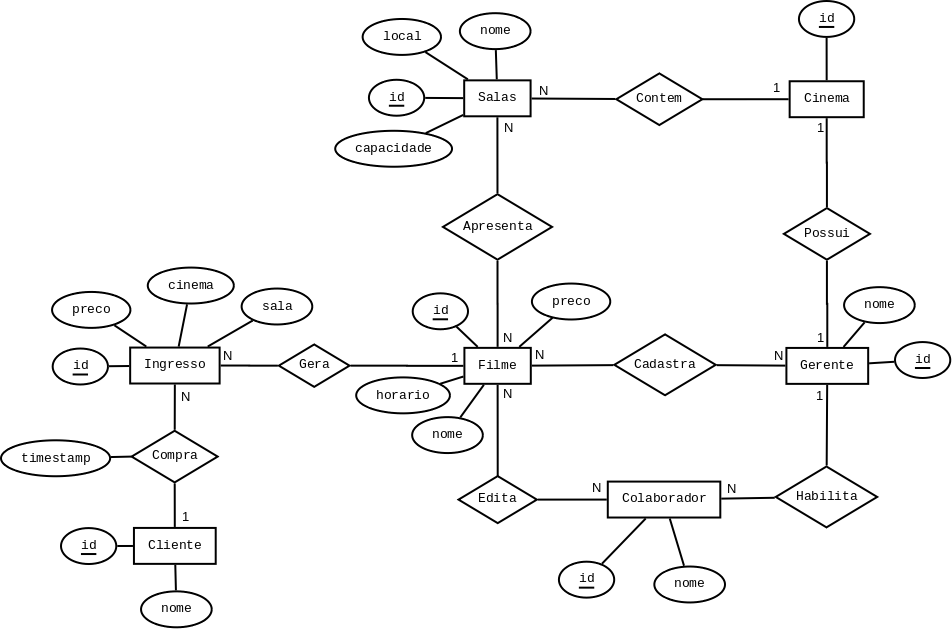 id
nome
local
Salas
N
Contem
1
Cinema
id
capacidade
N
1
Apresenta
Possui
cinema
preco
sala
id
preco
nome
id
N
1
Ingresso
N
Gera
1
Filme
N
Cadastra
N
Gerente
id
horario
N
N
1
nome
timestamp
Compra
N
Edita
N
Colaborador
N
Habilita
1
id
Cliente
id
nome
nome